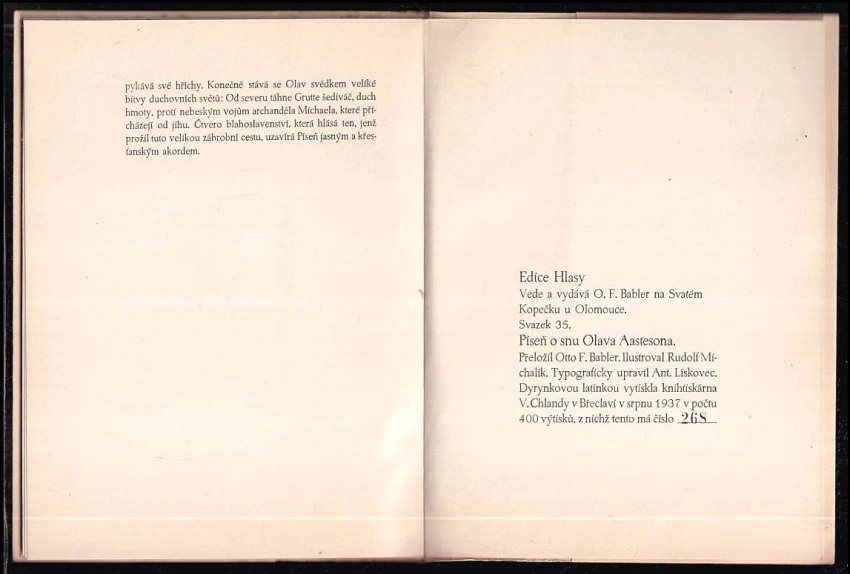 pykává své hříchy. Konečně stává se Olav svědkem veliké
bitvy duchovních světů: Od severu táhne Grutte šediváč, duch
hmoty, proti nebeským vojům archanděla Michaela, které při-
cházejí od jihu. Čtvero blahoslavenství, která hlásá ten, jenž
prožil tuto velikou záhrobní cestu, uzavírá Píseň jasným a křes-
ťanským akordem.
Edice Hlasy
Vede a vydává O. F. Babler na Svatém
Kopečku u Olomouce.
Svazek 35.
Píseň o snu Olava Aastesona.
Přeložil Otto F. Babler. Ilustroval Rudolf Mi-
chalik. Typograficky upravil Ant. Lískovec.
Dyrynkovou latinkou vytiskla knihtiskárna
V. Chlandy v Břeclavi v srpnu 1937 v počtu
400 výtisků, z nichž tento má číslo 268